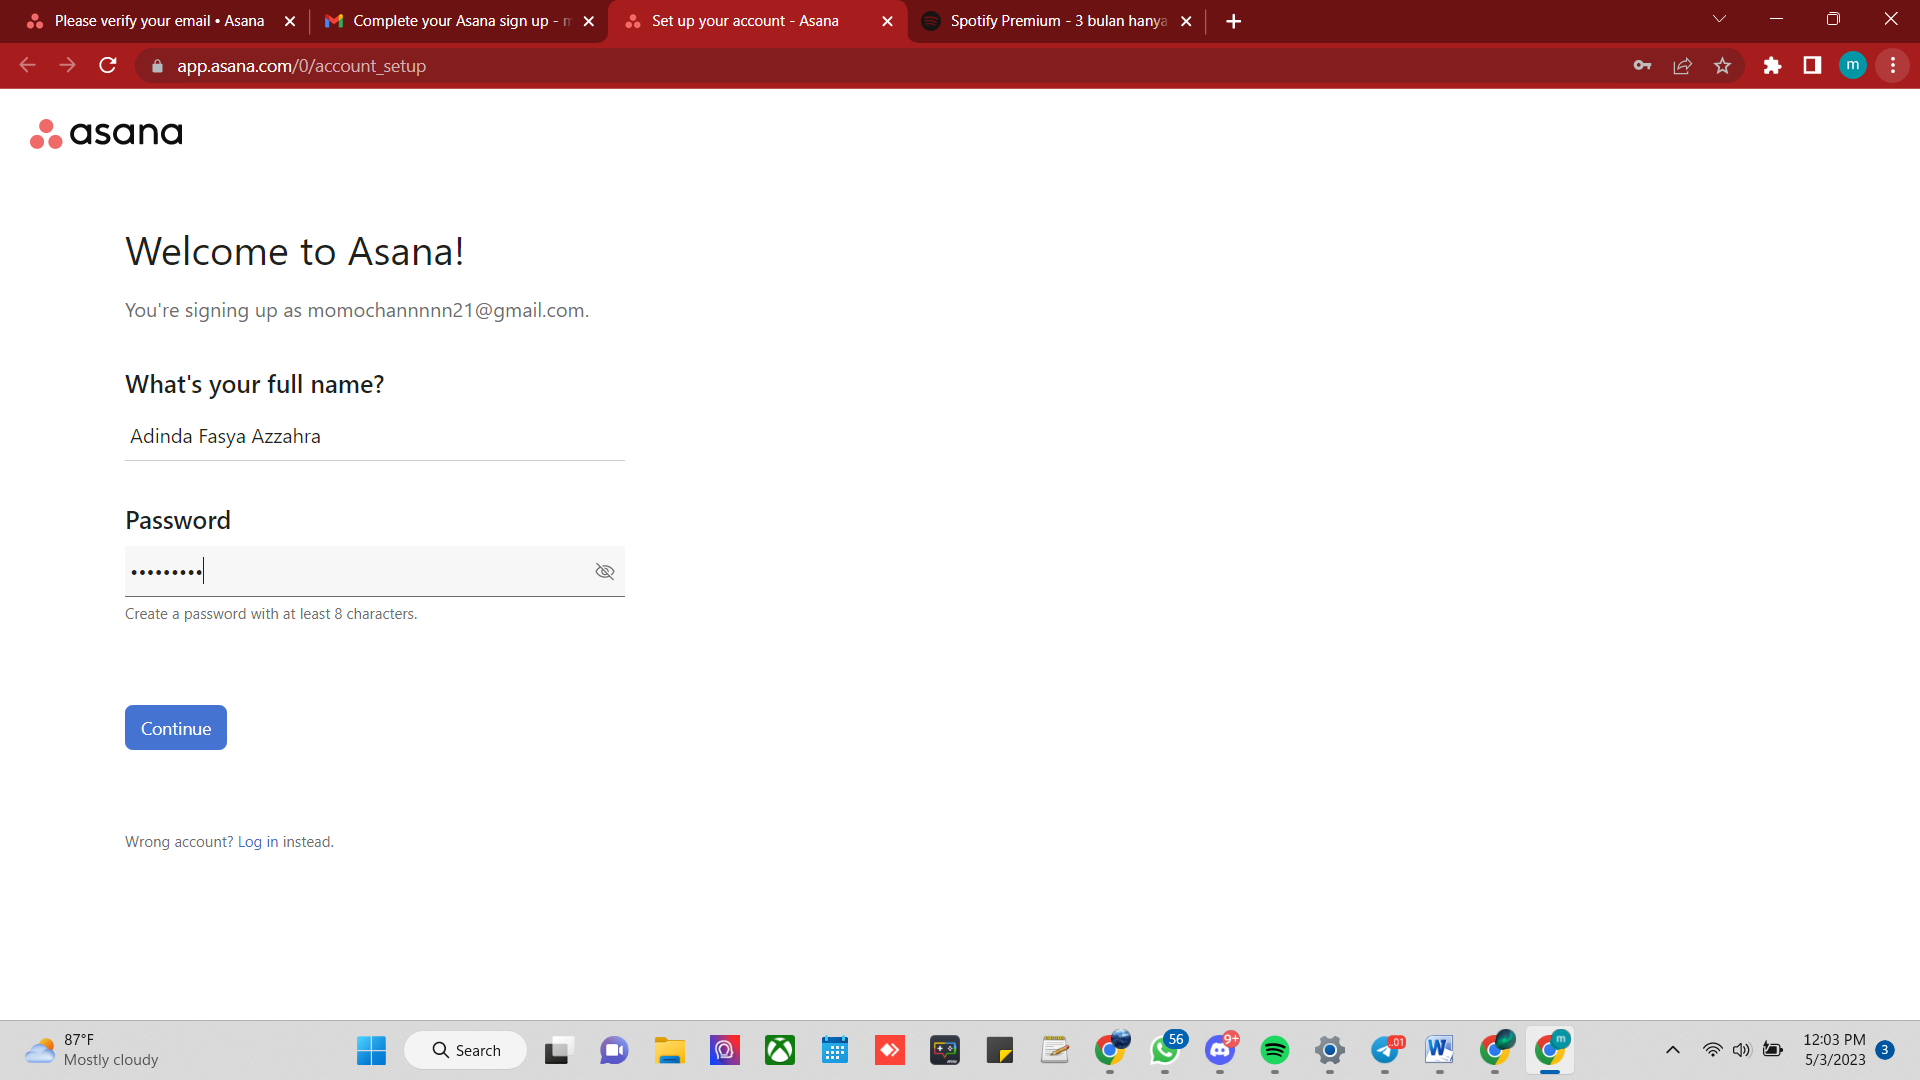 Please verify your email • Asana
Complete your Asana sign up -
Set up your account - Asana
Spotify Premium - 3 bulan hanya
app.asana.com/0/account_setup
m
asana
Welcome to Asana!
You're signing up as momochannnnn21@gmail.com.
What's your full name?
Adinda Fasya Azzahra
Password
•••••••••
Create a password with at least 8 characters.
Continue
Wrong account? Log in instead.
87°F
Mostly cloudy
Search
56
9+
.01
W
m
12:03 PM
5/3/2023
3